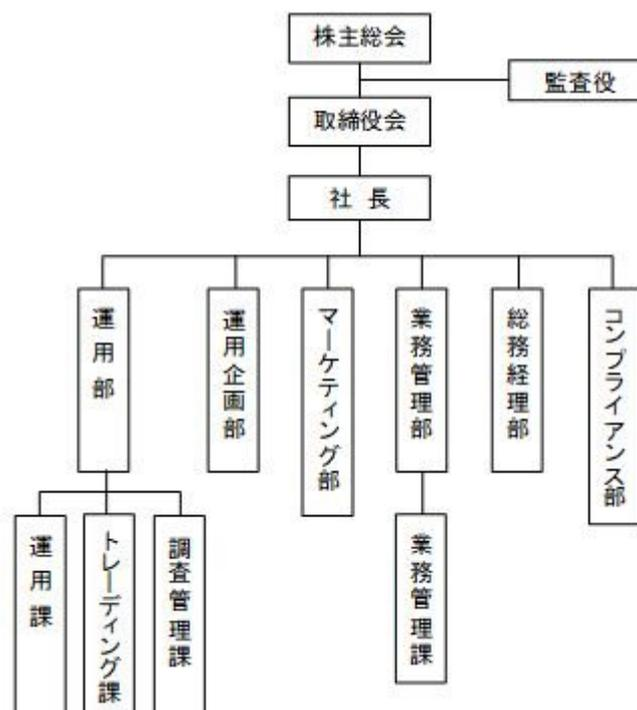 株主総会
監査役
取締役会
社長
運用部
運用企画部
マーケティング部
業務管理部
総務経理部
コンプライアンス部
運用課
トレーディング課
調査管理課
業務管理課